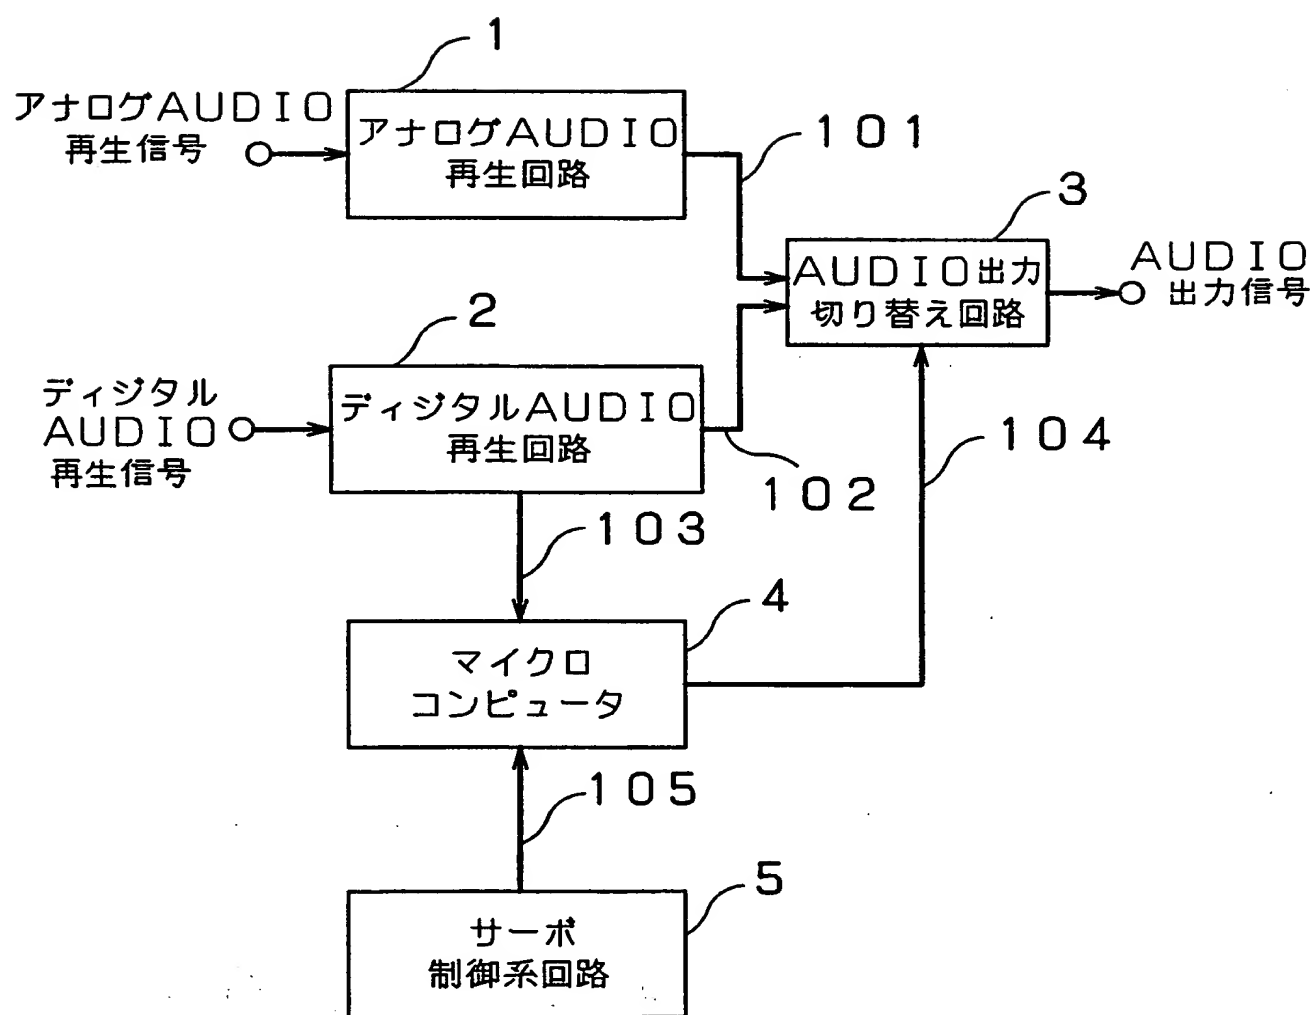 1
アナログAUDIO
再生信号
アナログAUDIO
再生回路
101
3
AUDIO出力
切り替え回路
AUDIO
出力信号
2
ディジタル
AUDIO
再生信号
ディジタルAUDIO
再生回路
102
104
103
4
マイクロ
コンピュータ
105
5
サーボ
制御系回路